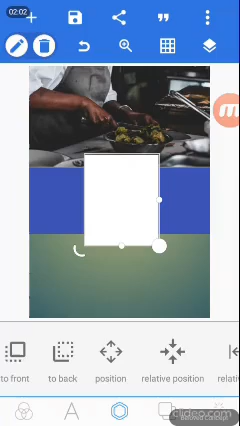 02:02
to front
to back
position
relative position
relati
clideo.com